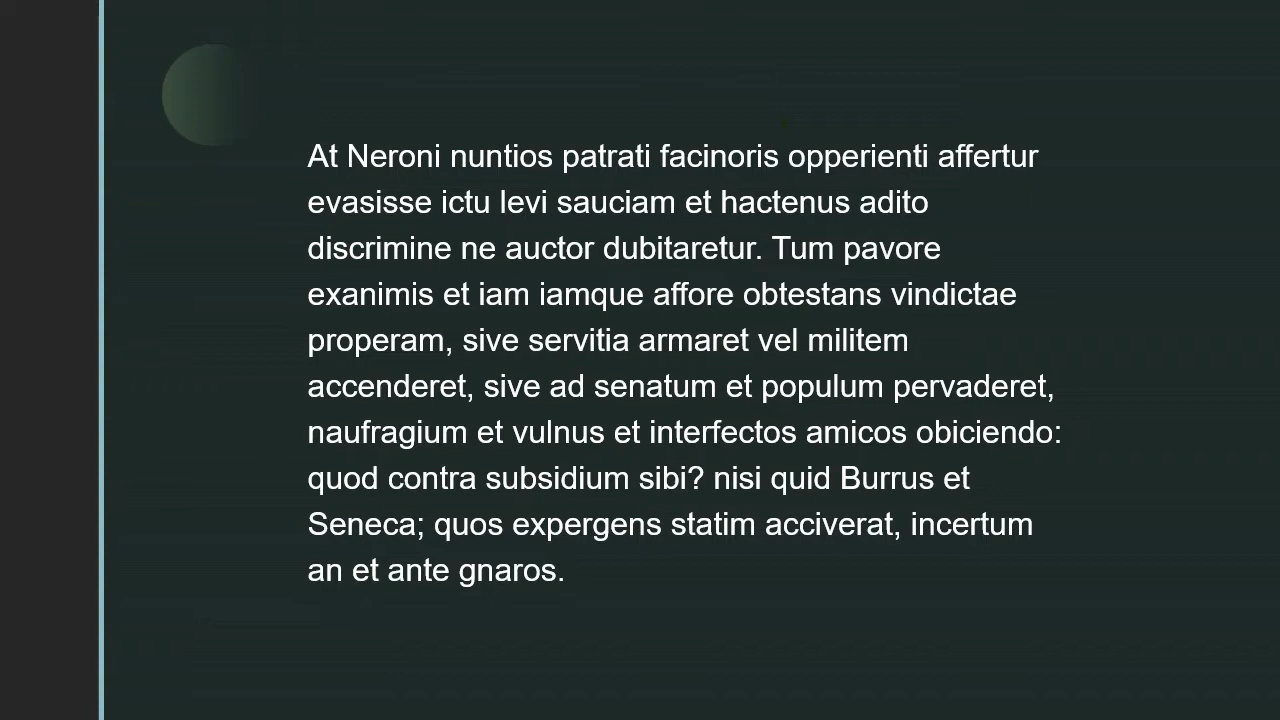 At Neroni nuntios patrati facinoris opperienti affertur
evasisse ictu levi sauciam et hactenus adito
discrimine ne auctor dubitaretur. Tum pavore
exanimis et iam iamque affore obtestans vindictae
properam, sive servitia armaret vel militem
accenderet, sive ad senatum et populum pervaderet,
naufragium et vulnus et interfectos amicos obiciendo:
quod contra subsidium sibi? nisi quid Burrus et
Seneca; quos expergens statim acciverat, incertum
an et ante gnaros.